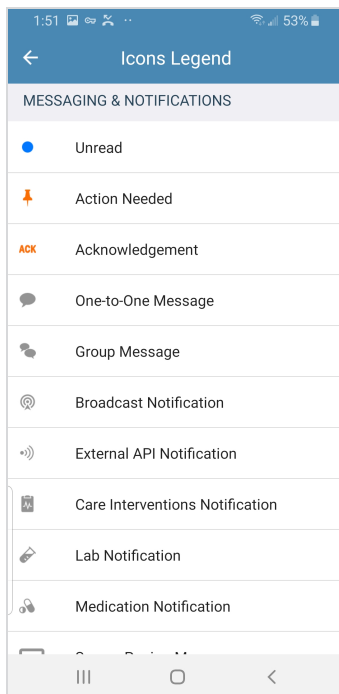 1:51 53%
Icons Legend
MESSAGING & NOTIFICATIONS
Unread
Action Needed
ACK Acknowledgement
One-to-One Message
Group Message
Broadcast Notification
External API Notification
Care Interventions Notification
Lab Notification
Medication Notification